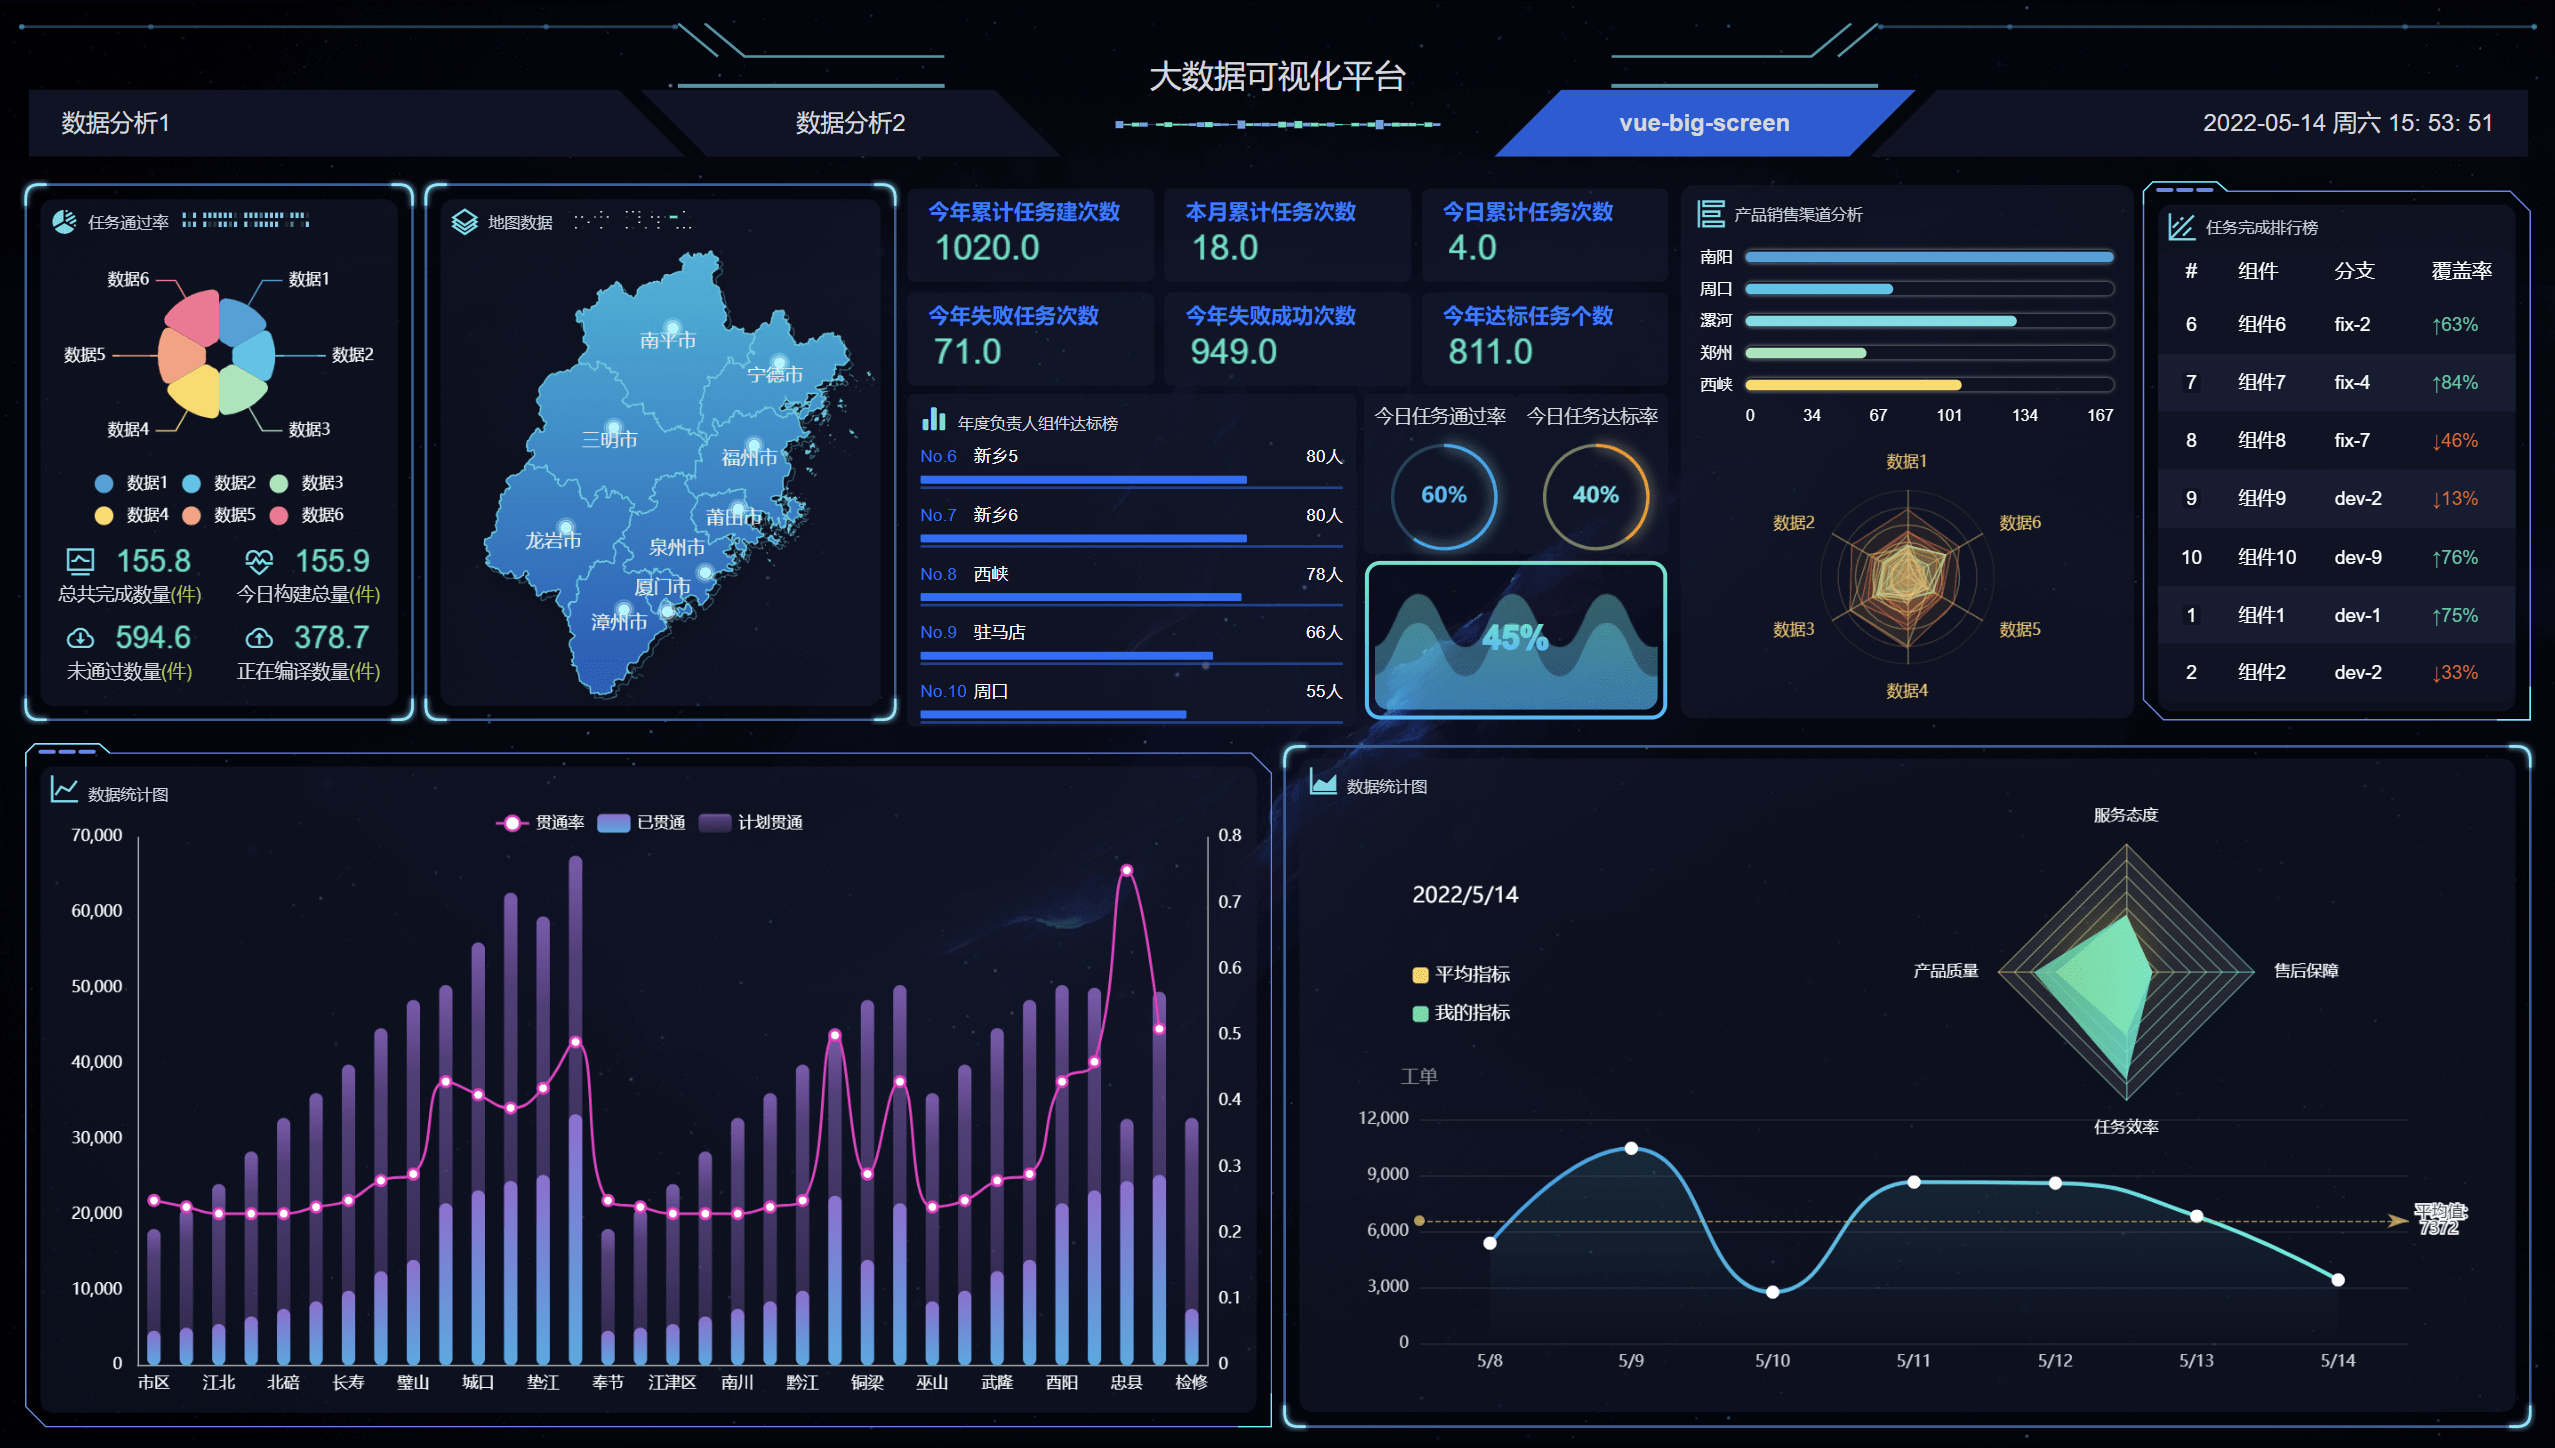 大数据可视化平台
数据分析1
数据分析2
vue-big-screen
2022-05-14 周六 15: 53: 51
任务通过率
数据6
数据1
数据5
数据2
数据4
数据3
数据1 数据2 数据3
数据4 数据5 数据6
155.8 155.9
总共完成数量(件) 今日构建总量(件)
594.6 378.7
未通过数量(件) 正在编译数量(件)
地图数据
南平市
宁德市
三明市
福州市
莆田市
龙岩市
泉州市
厦门市
漳州市
今年累计任务建次数 本月累计任务次数 今日累计任务次数
1020.0 18.0 4.0
今年失败任务次数 今年失败成功次数 今年达标任务个数
71.0 949.0 811.0
年度负责人组件达标榜
No.6 新乡5 80人
No.7 新乡6 80人
No.8 西峡 78人
No.9 驻马店 66人
No.10 周口 55人
今日任务通过率 今日任务达标率
60% 40%
45%
产品销售渠道分析
南阳
周口
漯河
郑州
西峡
0 34 67 101 134 167
数据1
数据2
数据6
数据3
数据5
数据4
任务完成排行榜
# 组件 分支 覆盖率
6 组件6 fix-2 ↑63%
7 组件7 fix-4 ↑84%
8 组件8 fix-7 ↓46%
9 组件9 dev-2 ↓13%
10 组件10 dev-9 ↑76%
1 组件1 dev-1 ↑75%
2 组件2 dev-2 ↓33%
数据统计图
贯通率 已贯通 计划贯通
70,000
60,000
50,000
40,000
30,000
20,000
10,000
0
0.8
0.7
0.6
0.5
0.4
0.3
0.2
0.1
0
市区 江北 北碚 长寿 璧山 城口 垫江 奉节 江津区 南川 黔江 铜梁 巫山 武隆 酉阳 忠县 检修
数据统计图
2022/5/14
平均指标
我的指标
服务态度
产品质量
售后保障
任务效率
工单
12,000
9,000
6,000
3,000
0
平均值:
7372
5/8 5/9 5/10 5/11 5/12 5/13 5/14